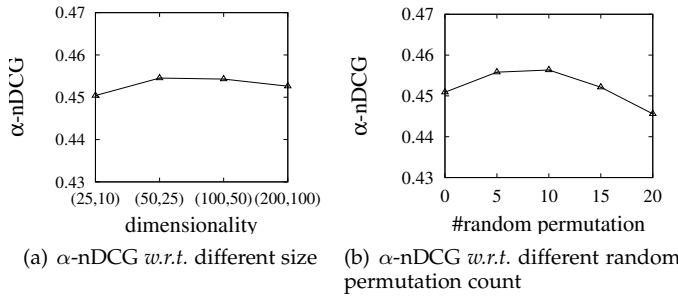 0.47
0.46
0.45
0.44
0.43
α-nDCG
(25,10) (50,25) (100,50) (200,100)
dimensionality
(a) α-nDCG w.r.t. different size
0.47
0.46
0.45
0.44
0.43
α-nDCG
0 5 10 15 20
#random permutation
(b) α-nDCG w.r.t. different random
permutation count